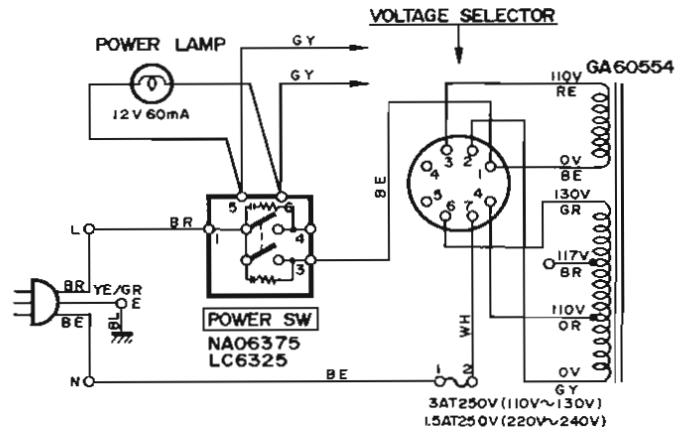 VOLTAGE SELECTOR
POWER LAMP
GY
12V 60mA
GY
GA60554
110V
RE
3 2
4 1
5 4
6 7
0V
BE
130V
GR
117V
BR
110V
OR
0V
GY
BE
5 6
1 4
3
L
BR
BR YE/GR
E
BE
BL
POWER SW
NA06375
LC6325
WH
N
BE
1 2
3AT250V (110V~130V)
1.5AT250V (220V~240V)